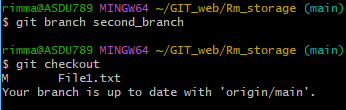 rimma@ASDU789 MINGW64 ~/GIT_web/Rm_storage (main)
$ git branch second_branch
rimma@ASDU789 MINGW64 ~/GIT_web/Rm_storage (main)
$ git checkout
M       File1.txt
Your branch is up to date with 'origin/main'.